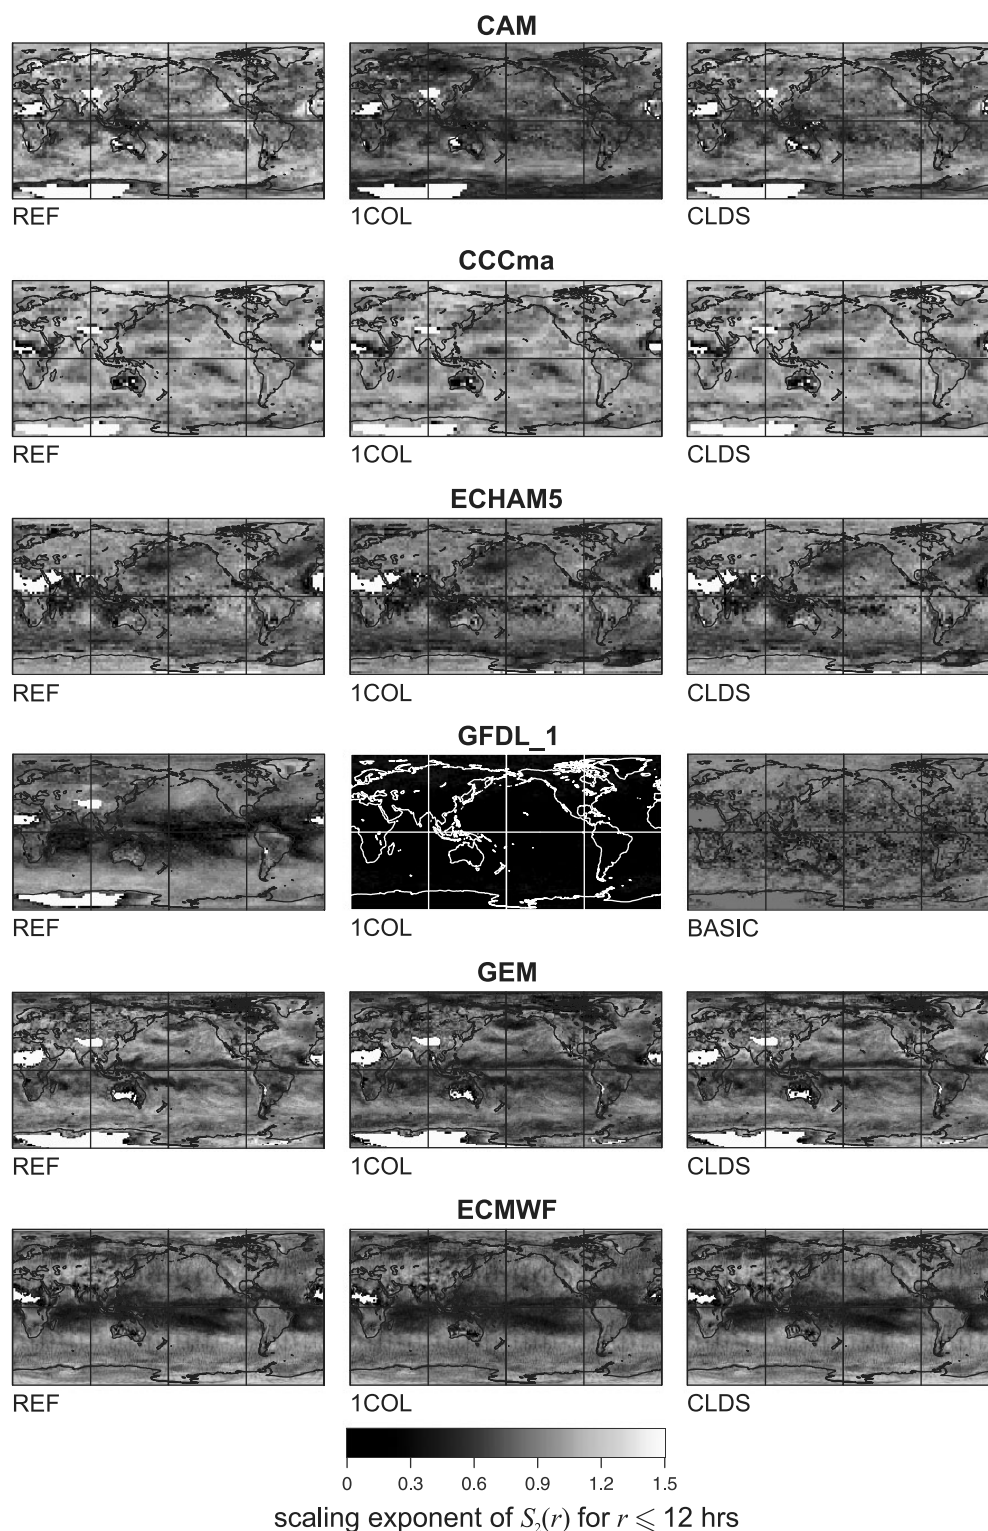 CAM
REF 1COL CLDS
CCCma
REF 1COL CLDS
ECHAM5
REF 1COL CLDS
GFDL_1
REF 1COL BASIC
GEM
REF 1COL CLDS
ECMWF
REF 1COL CLDS
0 0.3 0.6 0.9 1.2 1.5
scaling exponent of S₂(r) for r ⩽ 12 hrs